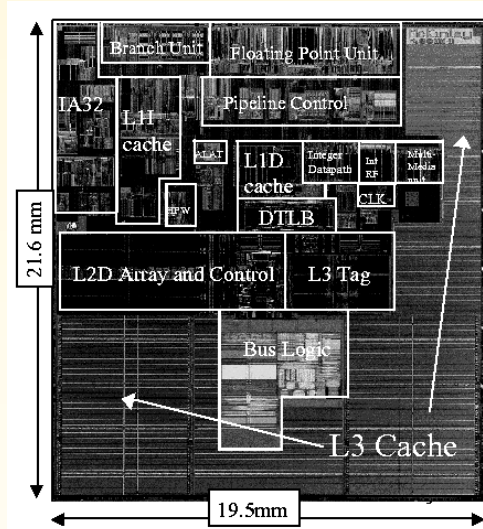 Branch Unit
Floating Point Unit
IA32
L1I
cache
Pipeline Control
ALAT
L1D
cache
Integer
Datapath
Int
RF
Multi-
Media
unit
HPW
CLK
DTLB
L2D Array and Control
L3 Tag
Bus Logic
L3 Cache
21.6 mm
19.5mm